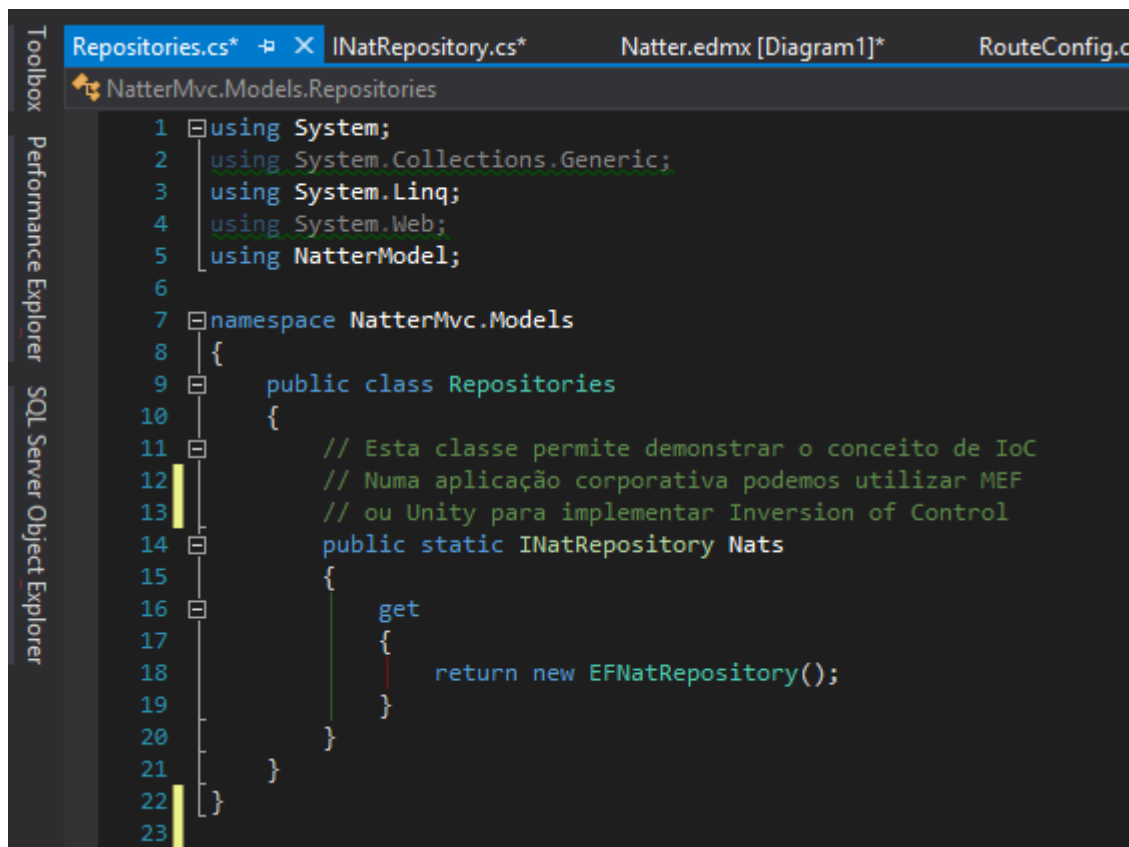 Toolbox
Performance Explorer
SQL Server Object Explorer
Repositories.cs* INatRepository.cs* Natter.edmx [Diagram1]* RouteConfig.c
NatterMvc.Models.Repositories
1 using System;
2 using System.Collections.Generic;
3 using System.Linq;
4 using System.Web;
5 using NatterModel;
6
7 namespace NatterMvc.Models
8 {
9     public class Repositories
10     {
11         // Esta classe permite demonstrar o conceito de IoC
12         // Numa aplicação corporativa podemos utilizar MEF
13         // ou Unity para implementar Inversion of Control
14         public static INatRepository Nats
15         {
16             get
17             {
18                 return new EFNatRepository();
19             }
20         }
21     }
22 }
23